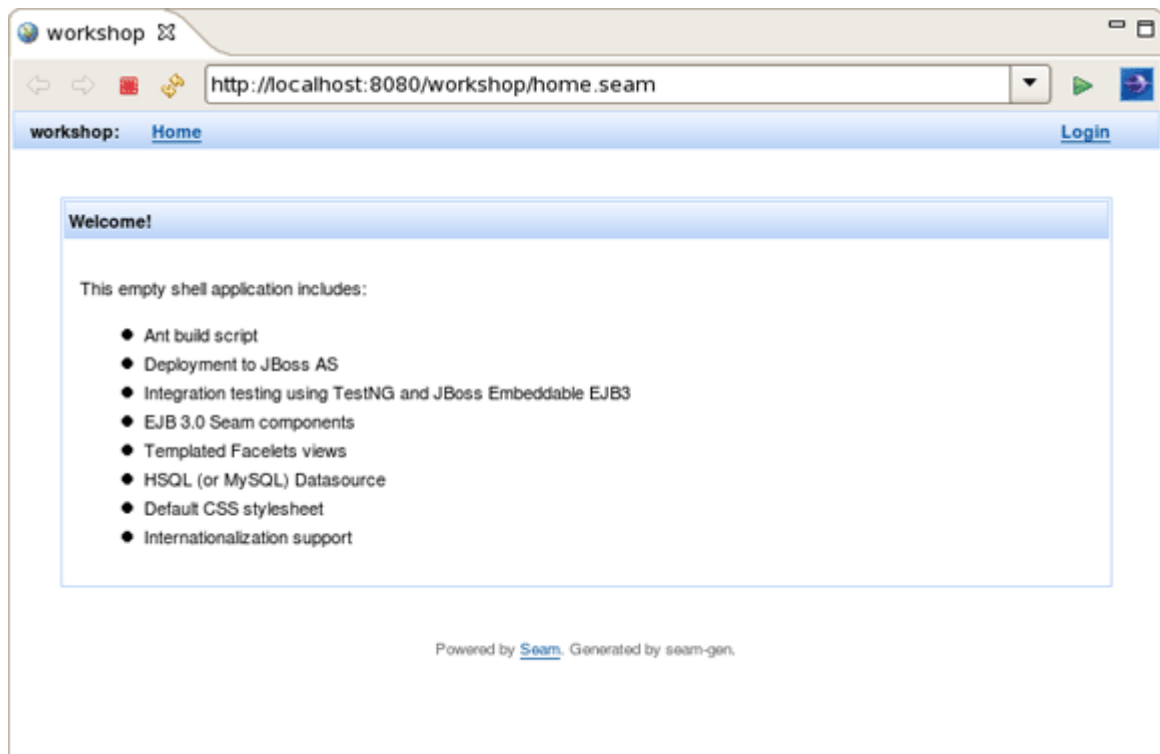 workshop
http://localhost:8080/workshop/home.seam
workshop: Home Login
Welcome!
This empty shell application includes:
Ant build script
Deployment to JBoss AS
Integration testing using TestNG and JBoss Embeddable EJB3
EJB 3.0 Seam components
Templated Facelets views
HSQL (or MySQL) Datasource
Default CSS stylesheet
Internationalization support
Powered by Seam. Generated by seam-gen.